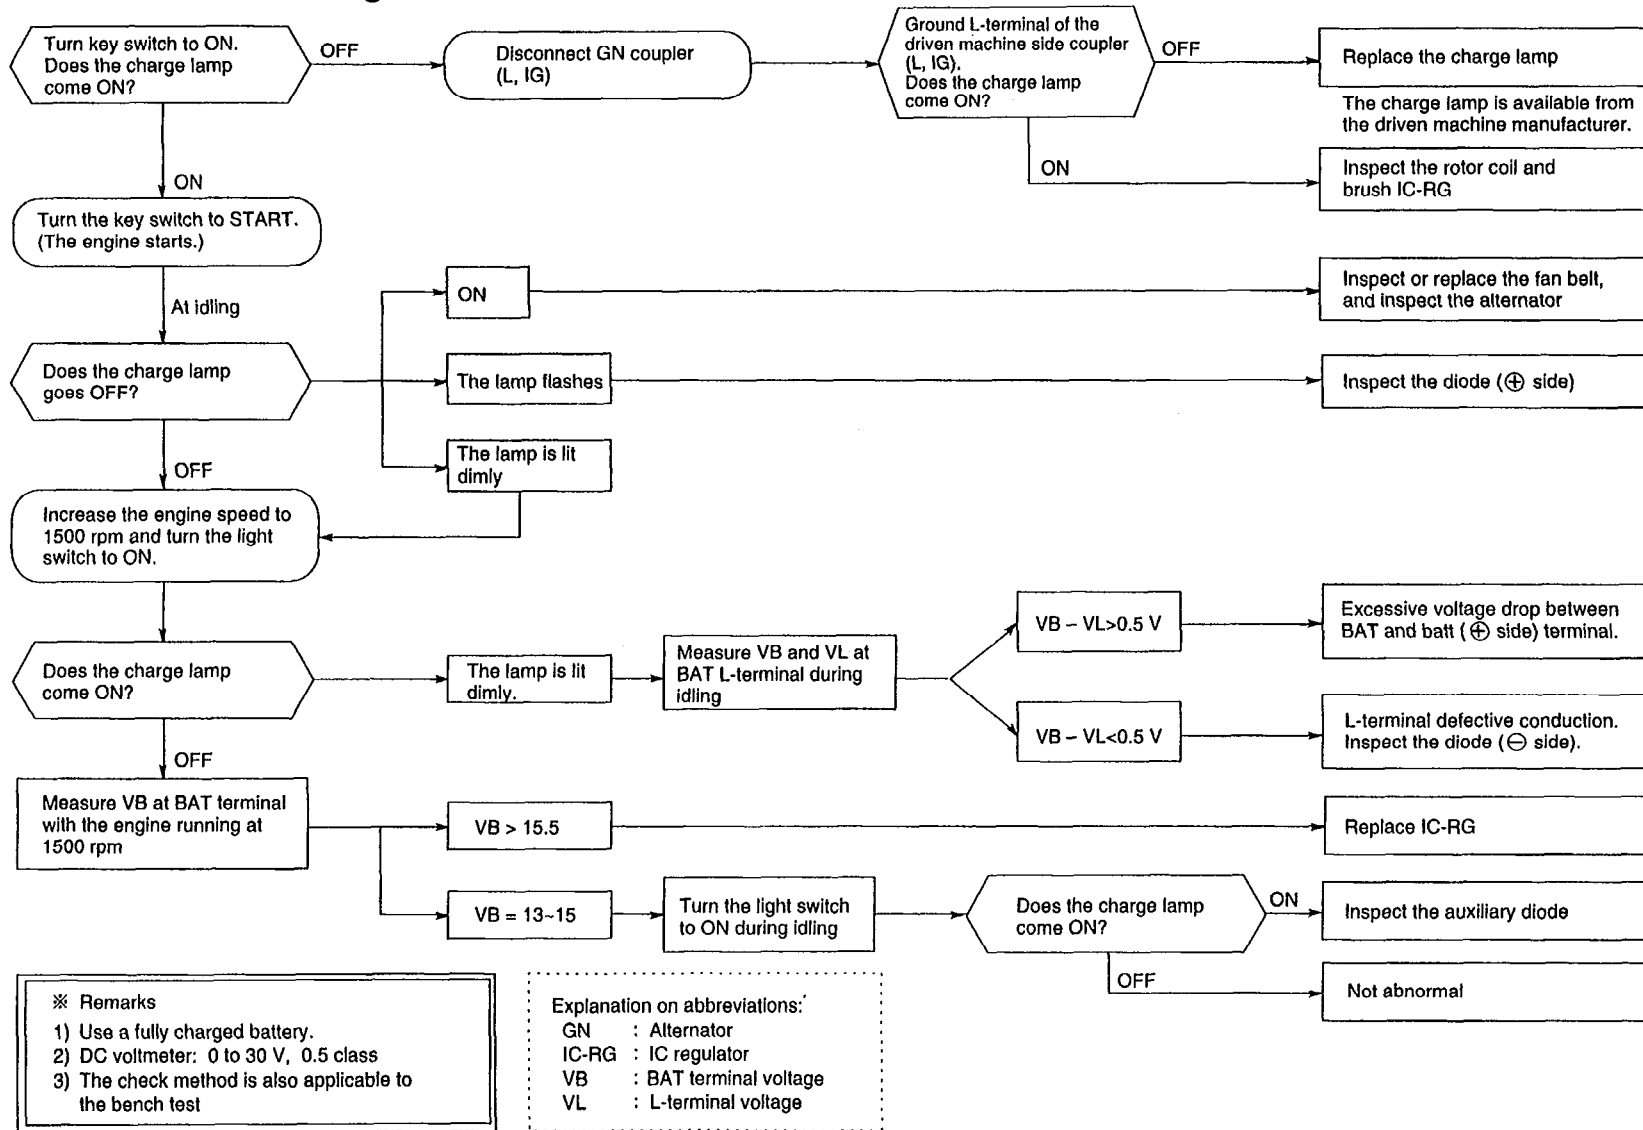 Turn key switch to ON.
Does the charge lamp
come ON?
OFF
Disconnect GN coupler
(L, IG)
Ground L-terminal of the
driven machine side coupler
(L, IG).
Does the charge lamp
come ON?
OFF
Replace the charge lamp
The charge lamp is available from
the driven machine manufacturer.
ON
Inspect the rotor coil and
brush IC-RG
ON
Turn the key switch to START.
(The engine starts.)
At idling
ON
Inspect or replace the fan belt,
and inspect the alternator
Does the charge lamp
goes OFF?
The lamp flashes
Inspect the diode (⊕ side)
The lamp is lit
dimly
OFF
Increase the engine speed to
1500 rpm and turn the light
switch to ON.
Does the charge lamp
come ON?
The lamp is lit
dimly.
Measure VB and VL at
BAT L-terminal during
idling
VB – VL>0.5 V
Excessive voltage drop between
BAT and batt (⊕ side) terminal.
VB – VL<0.5 V
L-terminal defective conduction.
Inspect the diode (⊖ side).
OFF
Measure VB at BAT terminal
with the engine running at
1500 rpm
VB > 15.5
Replace IC-RG
VB = 13~15
Turn the light switch
to ON during idling
Does the charge lamp
come ON?
ON
Inspect the auxiliary diode
OFF
Not abnormal
※ Remarks
1) Use a fully charged battery.
2) DC voltmeter: 0 to 30 V, 0.5 class
3) The check method is also applicable to
the bench test
Explanation on abbreviations:
GN : Alternator
IC-RG : IC regulator
VB : BAT terminal voltage
VL : L-terminal voltage